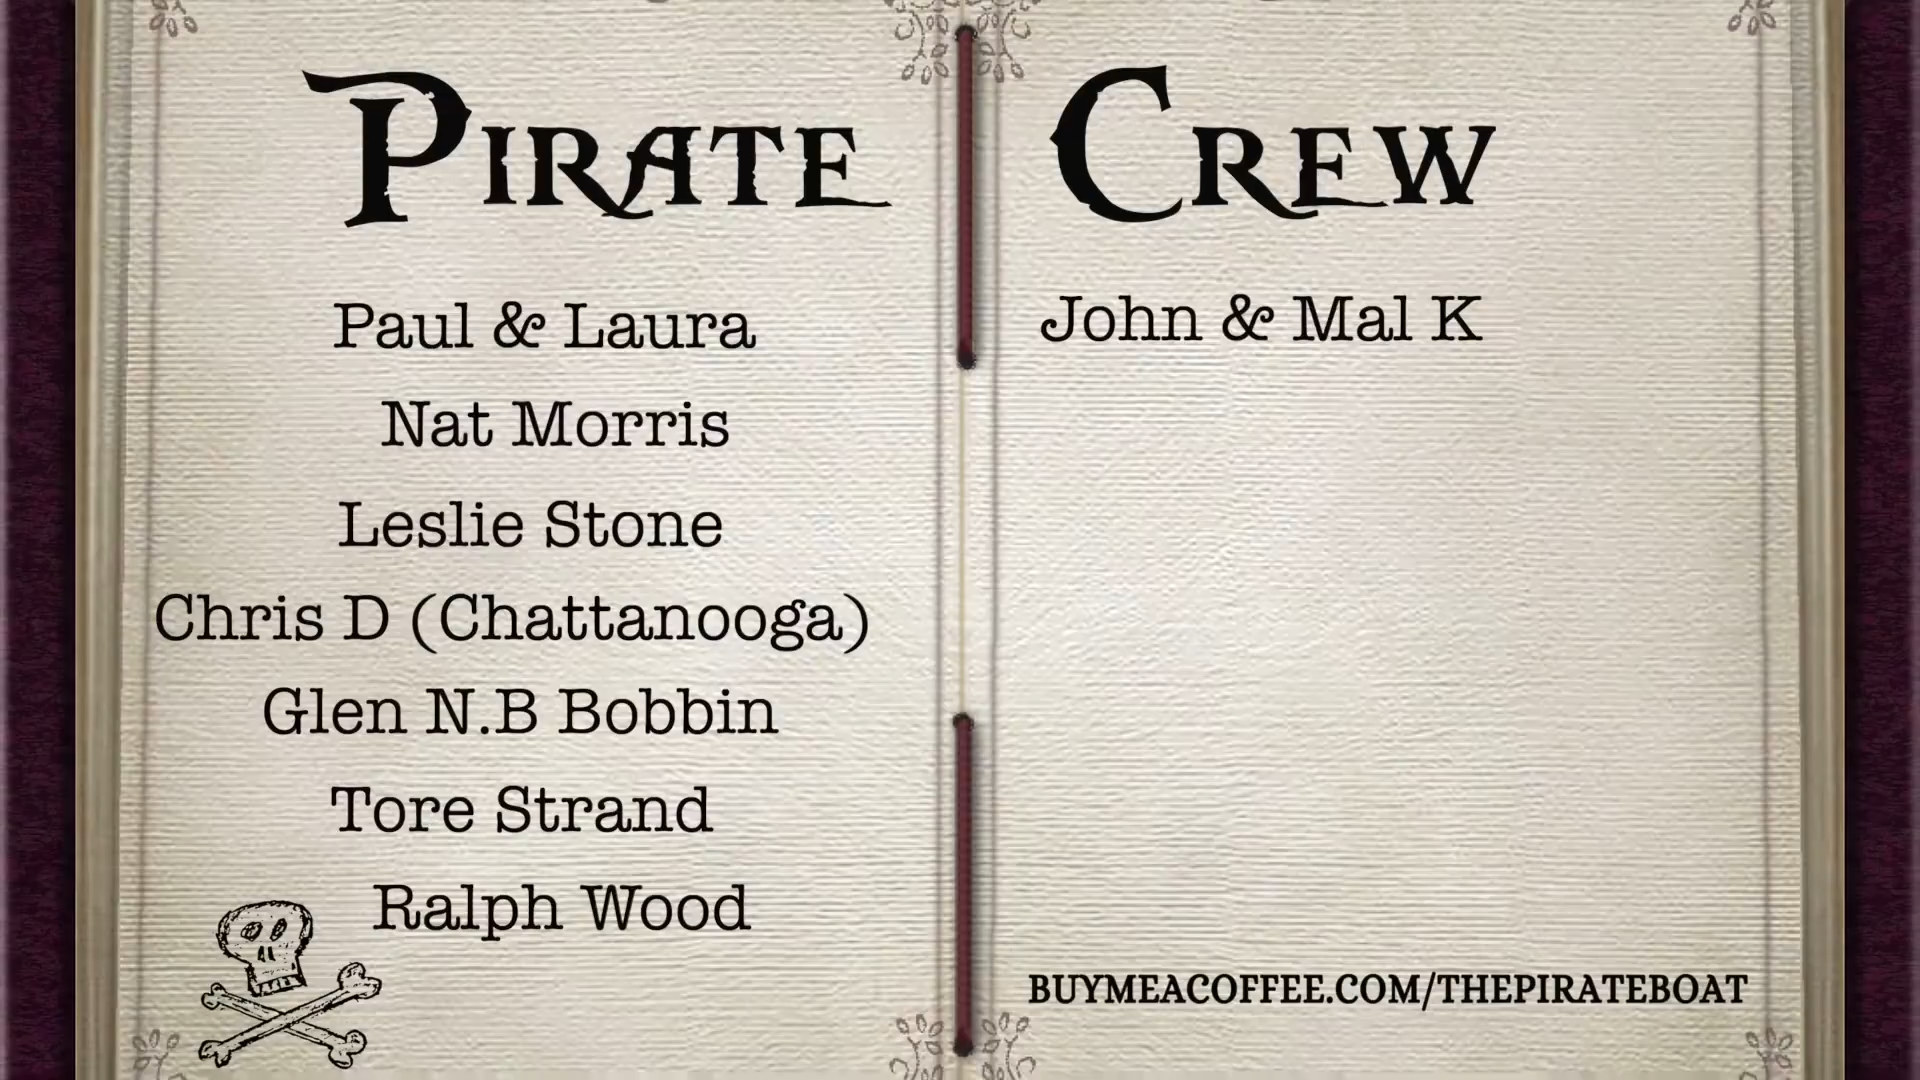 PIRATE CREW
Paul & Laura
Nat Morris
Leslie Stone
Chris D (Chattanooga)
Glen N.B Bobbin
Tore Strand
Ralph Wood
John & Mal K
BUYMEACOFFEE.COM/THEPIRATEBOAT